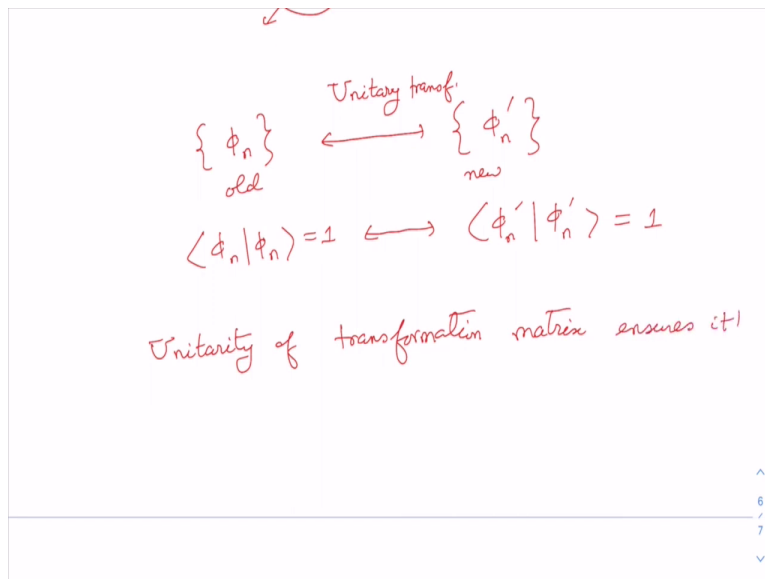 Unitary transf.
{ϕₙ} ⟷ {ϕₙ′}
old new
⟨ϕₙ|ϕₙ⟩=1 ⟷ ⟨ϕₙ′|ϕₙ′⟩ = 1
Unitarity of transformation matrix ensures it!
6
/
7